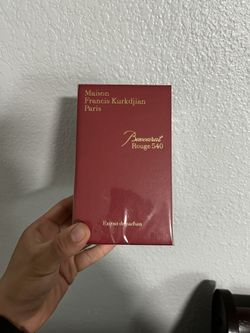 Maison
Francis Kurkdjian
Paris
Baccarat
Rouge 540
Extrait de parfum